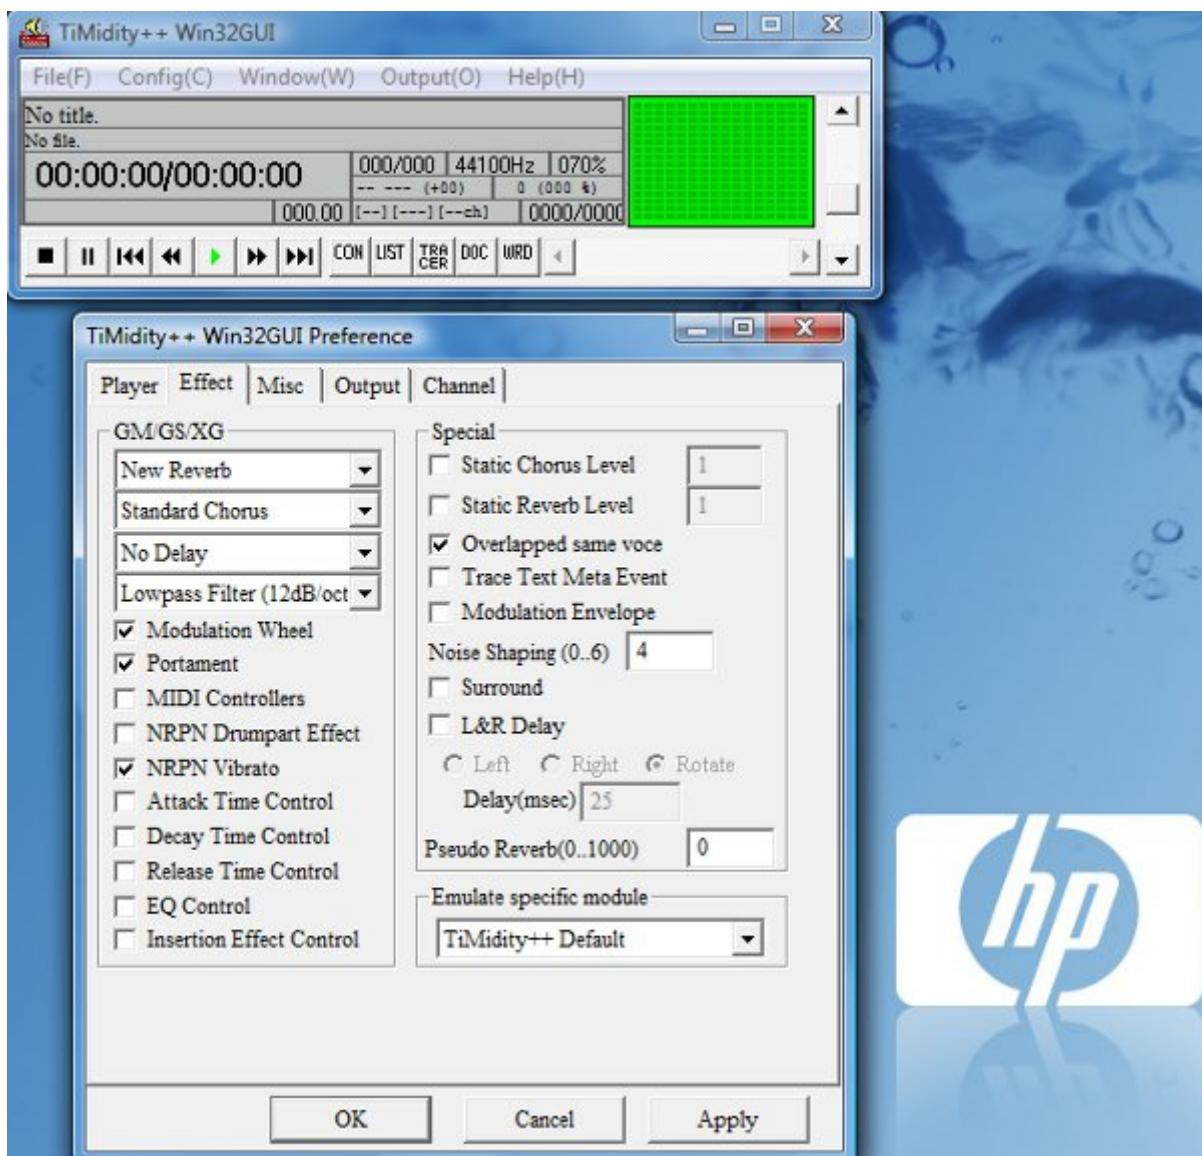 TiMidity++ Win32GUI
File(F) Config(C) Window(W) Output(O) Help(H)
No title.
No file.
00:00:00/00:00:00
000/000 44100Hz 070%
-- --- (+00) 0 (000 %)
000.00 [--] [---] [--ch] 0000/0000
CON LIST TRACER DOC WRD
TiMidity++ Win32GUI Preference
Player Effect Misc Output Channel
GM/GS/XG
New Reverb
Standard Chorus
No Delay
Lowpass Filter (12dB/oct
Modulation Wheel
Portament
MIDI Controllers
NRPN Drumpart Effect
NRPN Vibrato
Attack Time Control
Decay Time Control
Release Time Control
EQ Control
Insertion Effect Control
Special
Static Chorus Level 1
Static Reverb Level 1
Overlapped same voce
Trace Text Meta Event
Modulation Envelope
Noise Shaping (0..6) 4
Surround
L&R Delay
Left Right Rotate
Delay(msec) 25
Pseudo Reverb(0..1000) 0
Emulate specific module
TiMidity++ Default
OK Cancel Apply
hp